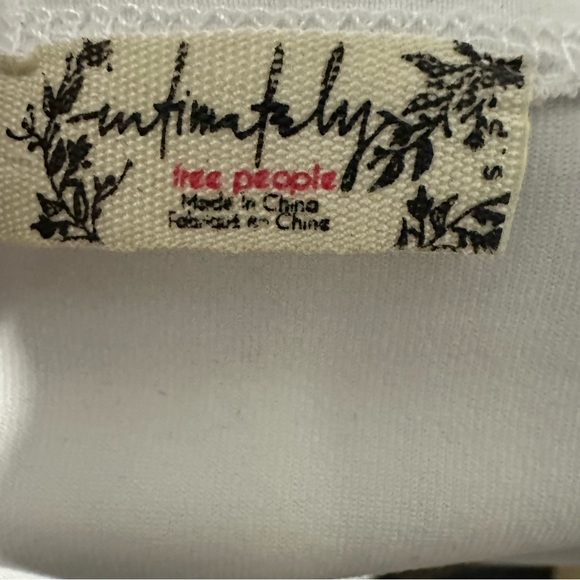 intimately
free people
Made in China
Fabriqué en Chine